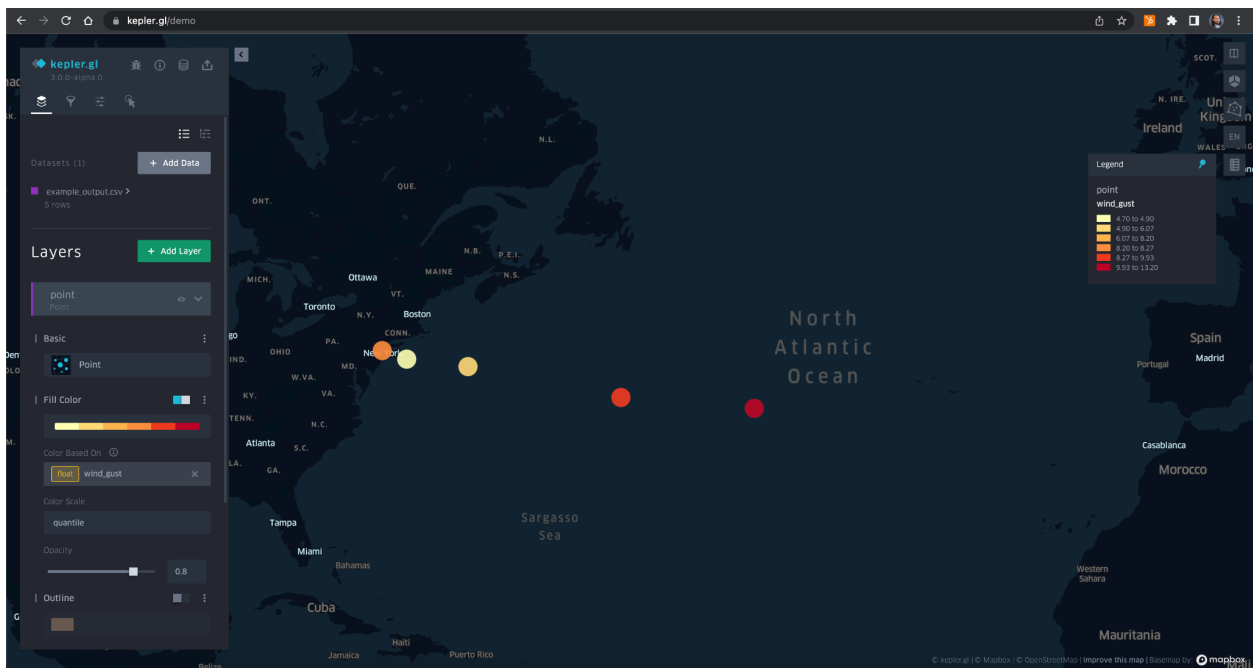 kepler.gl/demo
kepler.gl
3.0.0-alpha.0
Datasets (1)
+ Add Data
example_output.csv
5 rows
Layers
+ Add Layer
point
Point
Basic
Point
Fill Color
Color Based On
float wind_gust
Color Scale
quantile
Opacity
0.8
Outline
EN
Legend
point
wind_gust
4.70 to 4.90
4.90 to 6.07
6.07 to 8.20
8.20 to 8.27
8.27 to 9.93
9.93 to 13.20
SCOT.
N. IRE.
Ireland
WALES
N.L.
QUE.
ONT.
N.B.
P.E.I.
MAINE
N.S.
MICH.
Ottawa
VT.
Toronto
N.Y.
Boston
CONN.
PA.
New York
IND.
OHIO
MD.
W.VA.
KY.
VA.
TENN.
N.C.
Atlanta
S.C.
LA.
GA.
North
Atlantic
Ocean
Spain
Portugal
Madrid
Casablanca
Morocco
Sargasso
Sea
Tampa
Miami
Bahamas
Western
Sahara
Cuba
Haiti
Jamaica
Puerto Rico
Mauritania
Belize
© kepler.gl | © Mapbox | © OpenStreetMap | Improve this map | Basemap by: mapbox